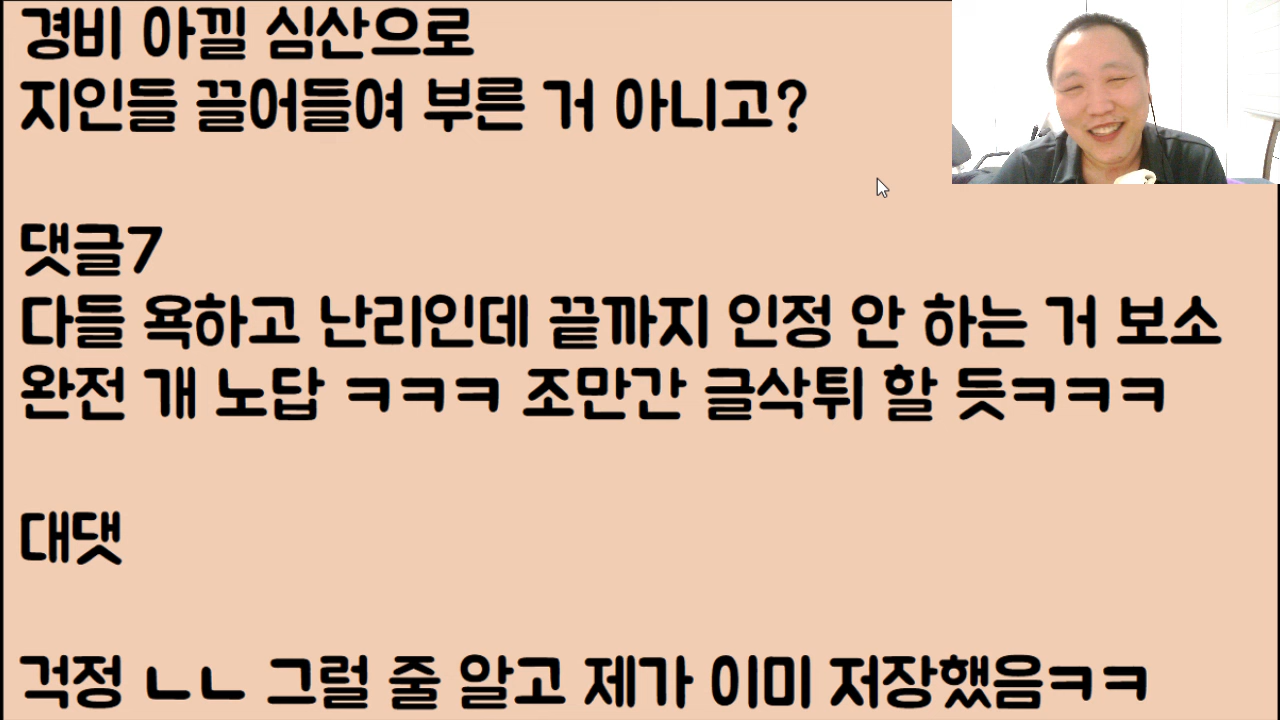 경비 아낄 심산으로
지인들 끌어들여 부른 거 아니고?
댓글7
다들 욕하고 난리인데 끝까지 인정 안 하는 거 보소
완전 개 노답 ㅋㅋㅋ 조만간 글삭튀 할 듯ㅋㅋㅋ
대댓
걱정 ㄴㄴ 그럴 줄 알고 제가 이미 저장했음ㅋㅋ